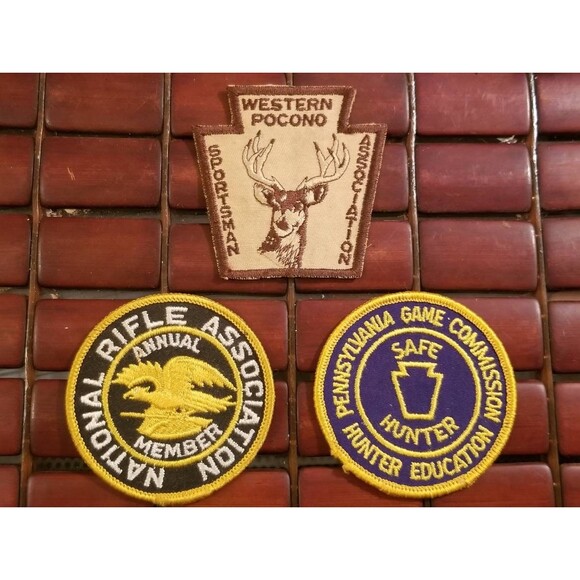 WESTERN
POCONO
SPORTSMAN
ASSOCIATION
NATIONAL RIFLE ASSOCIATION
ANNUAL
MEMBER
PENNSYLVANIA GAME COMMISSION
SAFE
HUNTER
HUNTER EDUCATION